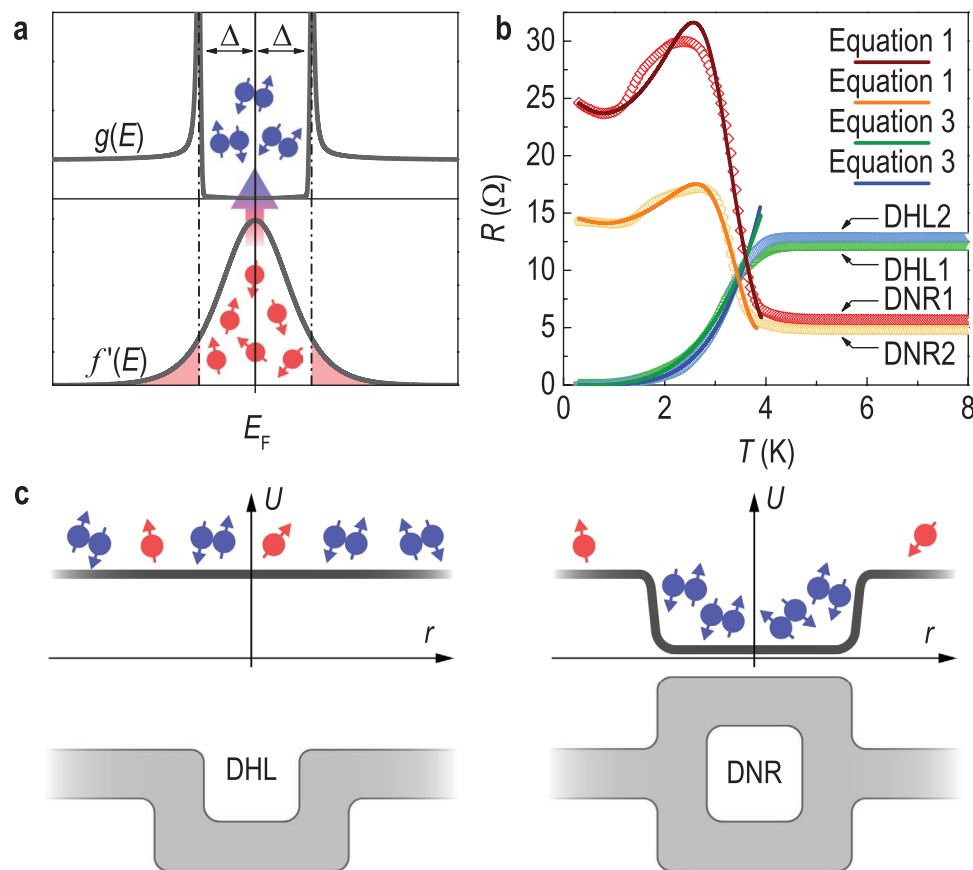 a
Δ Δ
g(E)
f'(E)
E_F
b
R (Ω)
30
25
20
15
10
5
0
Equation 1
Equation 1
Equation 3
Equation 3
DHL2
DHL1
DNR1
DNR2
0 2 4 6 8
T (K)
c
U
r
DHL
U
r
DNR